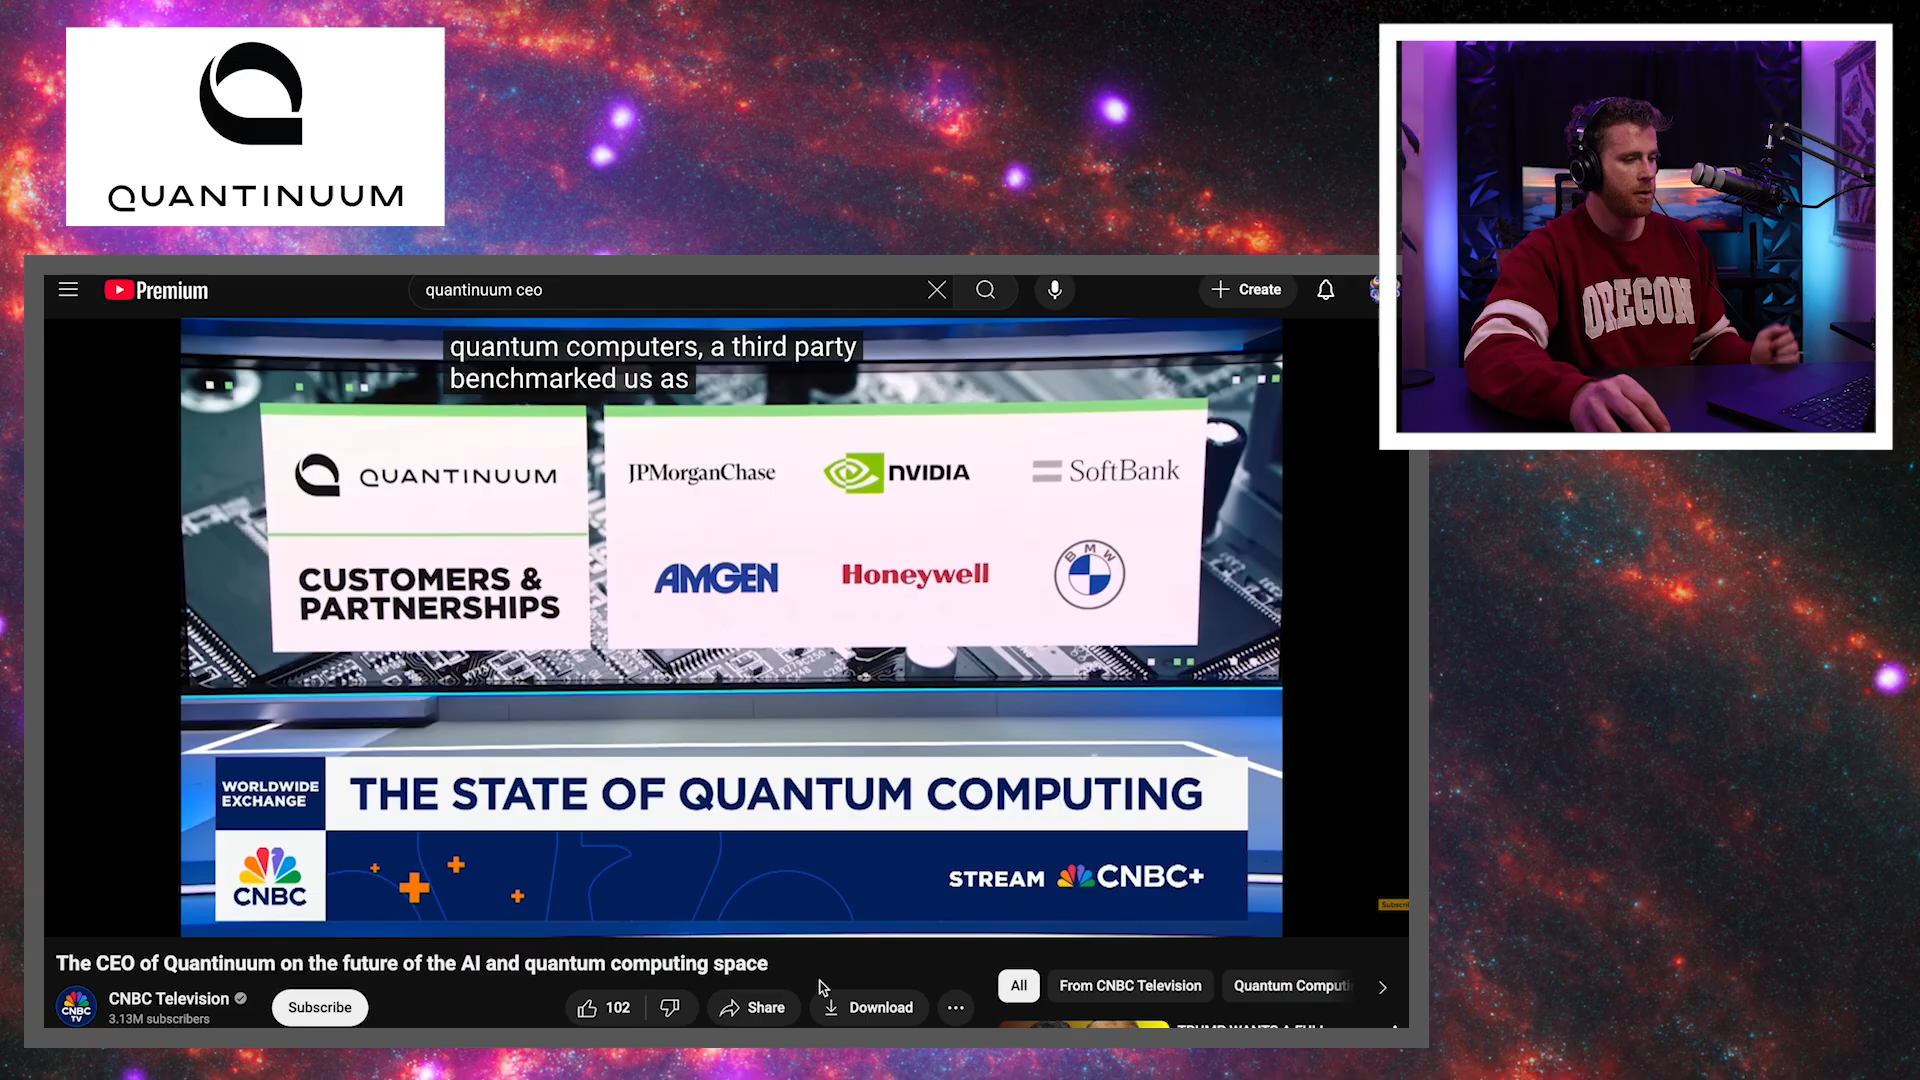 QUANTINUUM
Premium
quantinuum ceo
Create
OREGON
quantum computers, a third party
benchmarked us as
QUANTINUUM
CUSTOMERS &
PARTNERSHIPS
JPMorganChase
NVIDIA
SoftBank
AMGEN
Honeywell
BMW
WORLDWIDE
EXCHANGE
THE STATE OF QUANTUM COMPUTING
CNBC
STREAM CNBC+
The CEO of Quantinuum on the future of the AI and quantum computing space
CNBC
TV
CNBC Television
3.13M subscribers
Subscribe
102
Share
Download
All
From CNBC Television
Quantum Computi